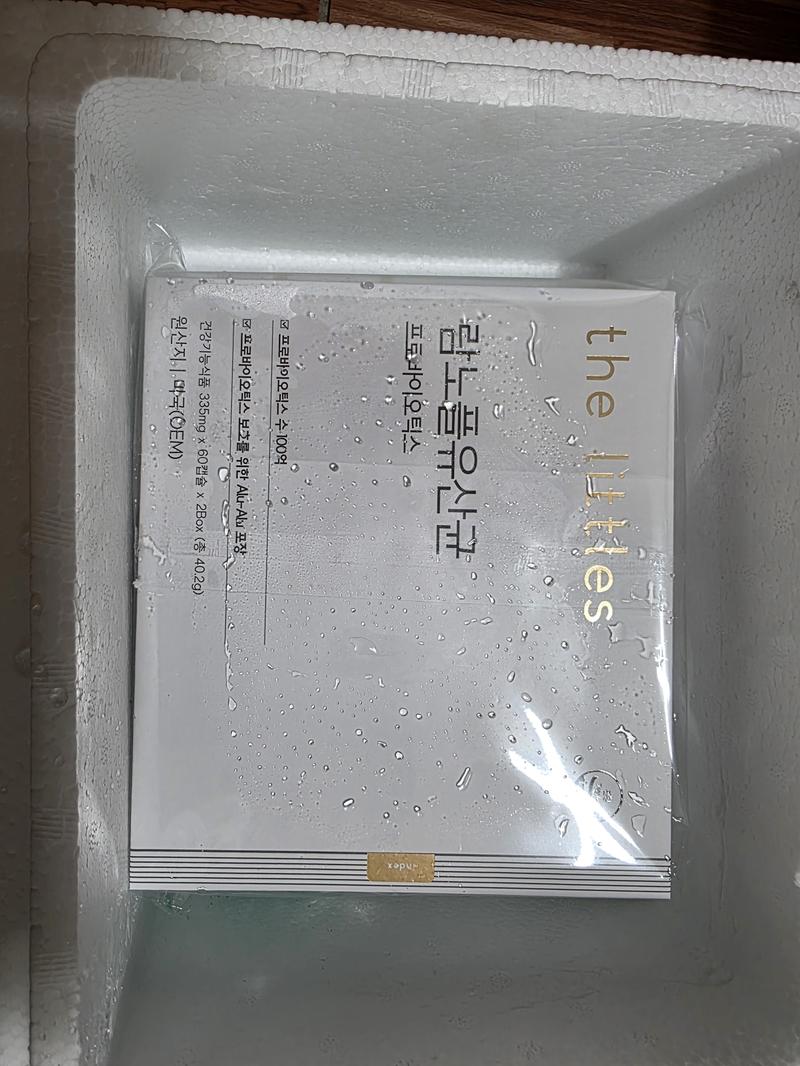 the littles
람노플유산균
프로바이오틱스
☑ 프로바이오틱스 수 100억
☑ 프로바이오틱스 보호를 위한 Alu-Alu 포장
건강기능식품 335mg x 60캡슐 x 2Box (총 40.2g)
원산지 | 미국(OEM)
index